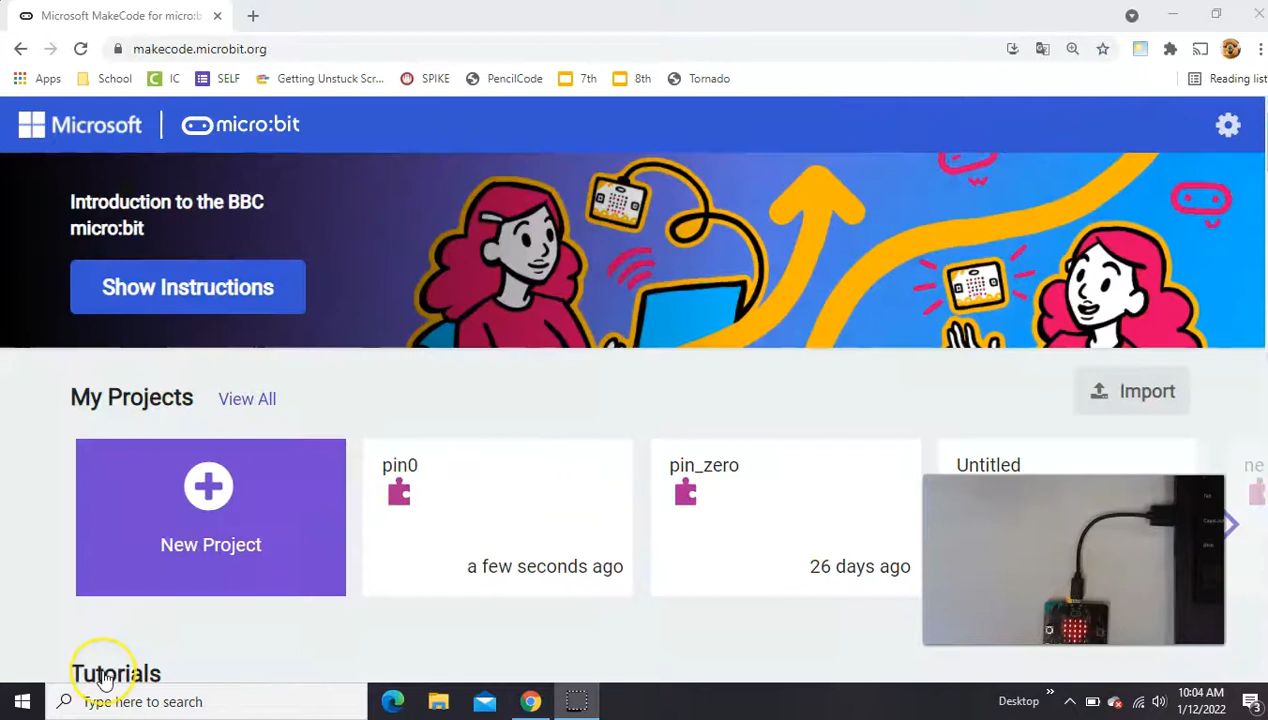 Microsoft MakeCode for micro:b
makecode.microbit.org
Apps School IC SELF Getting Unstuck Scr... SPIKE PencilCode 7th 8th Tornado Reading list
Microsoft micro:bit
Introduction to the BBC
micro:bit
Show Instructions
My Projects View All Import
pin0 pin_zero Untitled ne
New Project
a few seconds ago 26 days ago
Tutorials
Type here to search
Desktop
10:04 AM
1/12/2022
3